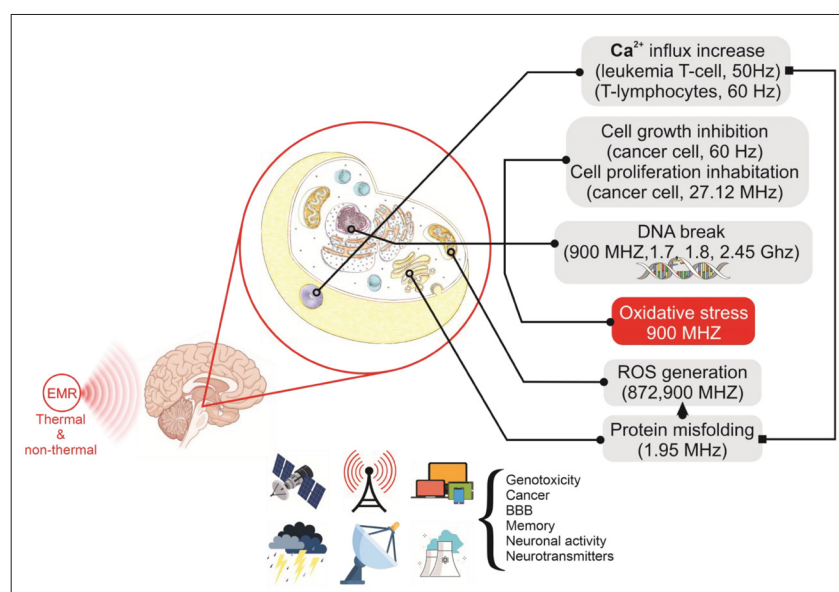 Ca²⁺ influx increase
(leukemia T-cell, 50Hz)
(T-lymphocytes, 60 Hz)
Cell growth inhibition
(cancer cell, 60 Hz)
Cell proliferation inhabitation
(cancer cell, 27.12 MHz)
DNA break
(900 MHZ,1.7, 1.8, 2.45 Ghz)
Oxidative stress
900 MHZ
ROS generation
(872,900 MHZ)
Protein misfolding
(1.95 MHz)
EMR
Thermal
&
non-thermal
Genotoxicity
Cancer
BBB
Memory
Neuronal activity
Neurotransmitters